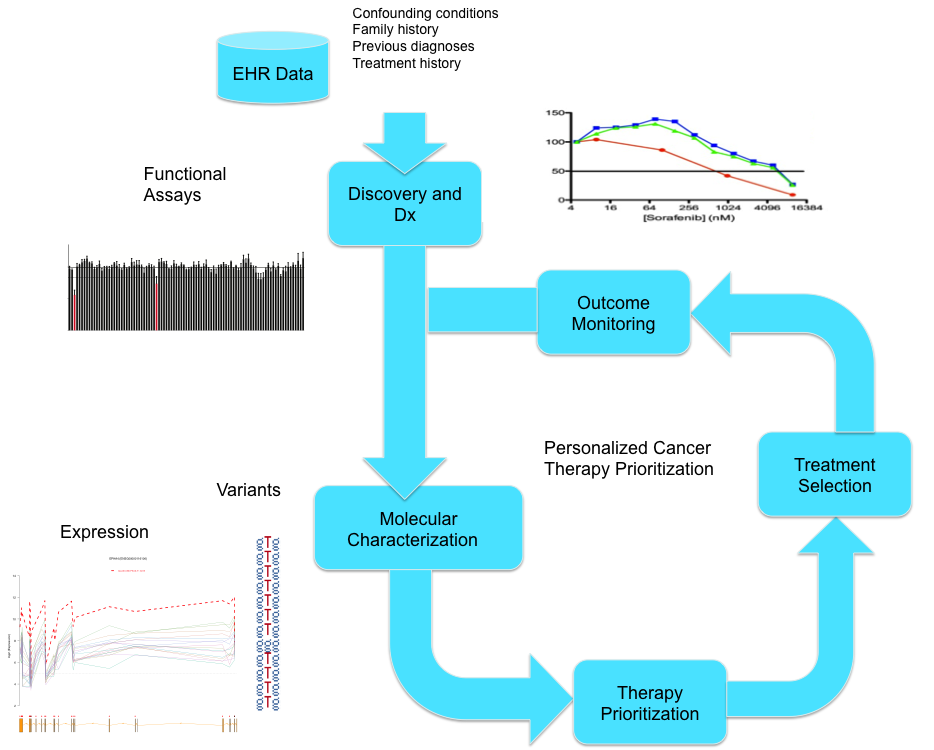 Confounding conditions
Family history
Previous diagnoses
Treatment history
EHR Data
150
100
50
0
4 16 64 256 1024 4096 16384
[Sorafenib] (nM)
Functional
Assays
Discovery and
Dx
Outcome
Monitoring
Personalized Cancer
Therapy Prioritization
Treatment
Selection
Variants
Molecular
Characterization
Expression
T
T
T
T
T
T
T
T
T
T
T
Therapy
Prioritization